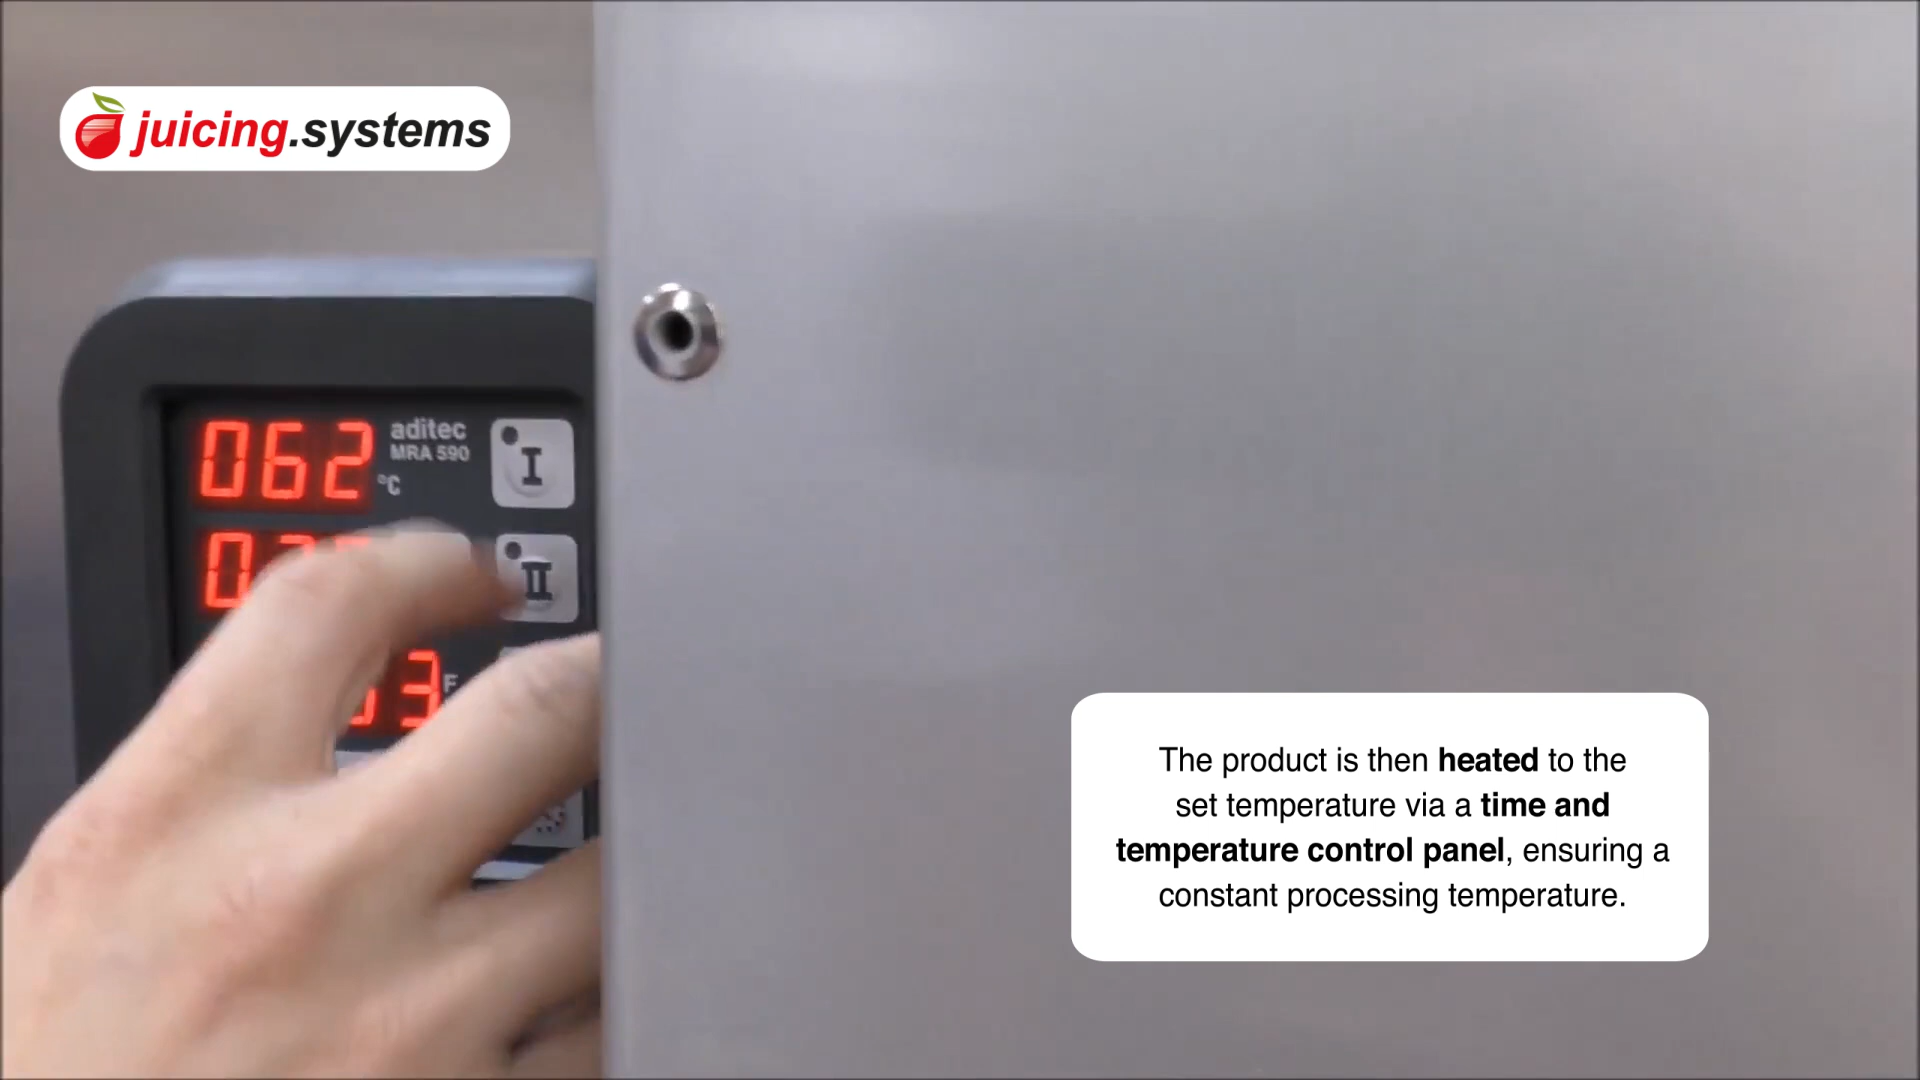 juicing.systems
062
aditec
MRA 590
°C
I
II
3
F
The product is then heated to the
set temperature via a time and
temperature control panel, ensuring a
constant processing temperature.